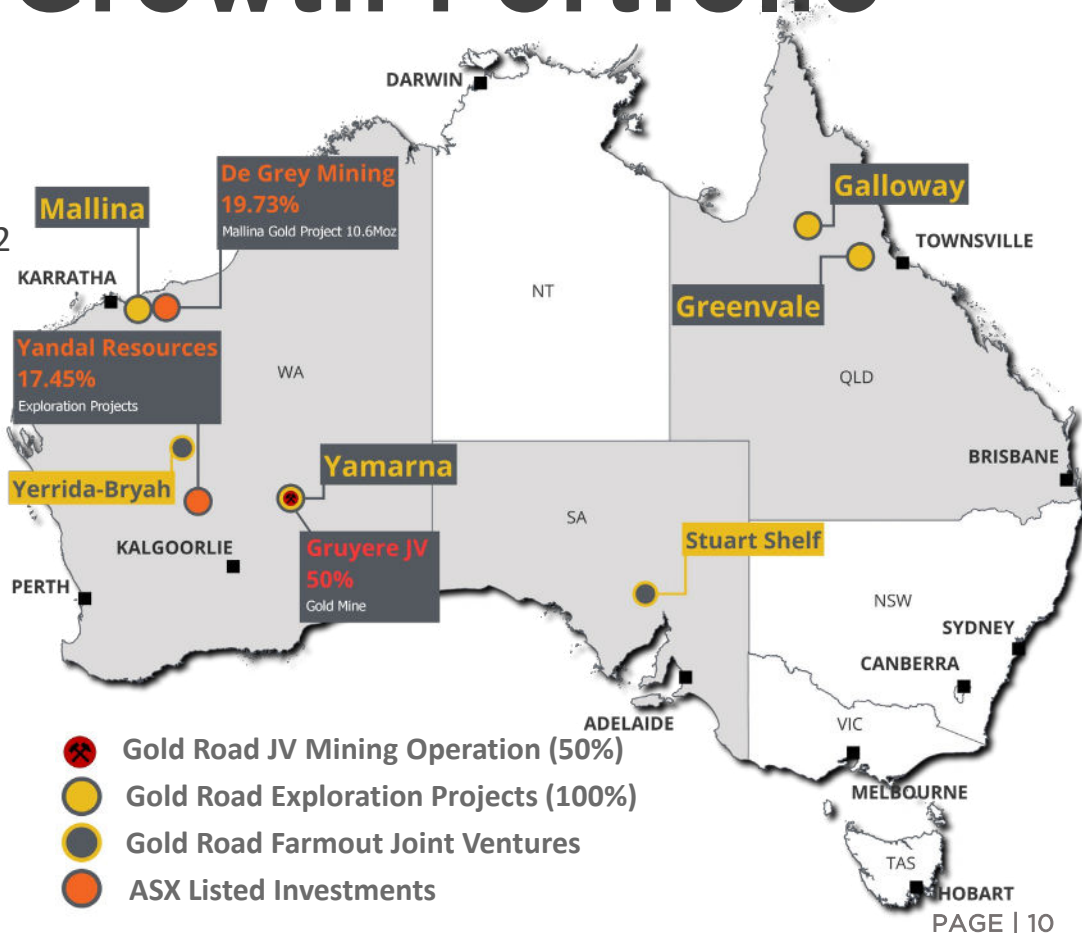 Growth Portfolio
DARWIN
De Grey Mining
19.73%
Mallina Gold Project 10.6Moz
Mallina
Galloway
2
TOWNSVILLE
KARRATHA
NT
Greenvale
Yandal Resources
17.45%
Exploration Projects
WA
QLD
BRISBANE
Yamarna
Yerrida-Bryah
SA
Stuart Shelf
KALGOORLIE
Gruyere JV
50%
Gold Mine
PERTH
NSW
SYDNEY
CANBERRA
ADELAIDE
VIC
Gold Road JV Mining Operation (50%)
Gold Road Exploration Projects (100%)
MELBOURNE
Gold Road Farmout Joint Ventures
TAS
ASX Listed Investments
HOBART
PAGE | 10